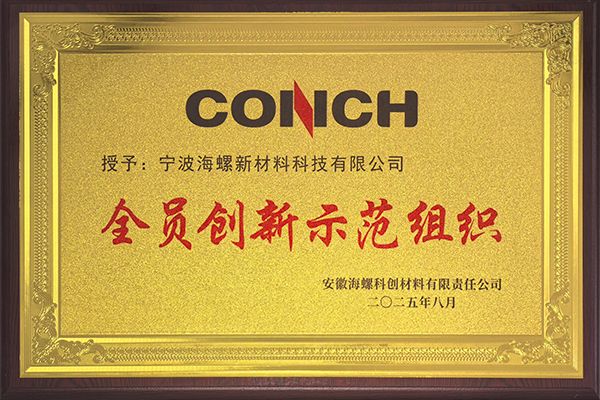 CONCH
授予：宁波海螺新材料科技有限公司
全员创新示范组织
安徽海螺科创材料有限责任公司
二〇二五年八月